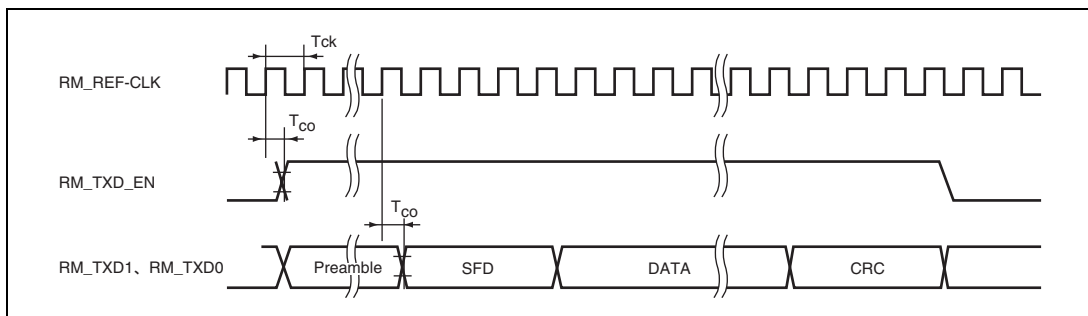 Tck
RM_REF-CLK
Tco
RM_TXD_EN
Tco
RM_TXD1、RM_TXD0
Preamble
SFD
DATA
CRC